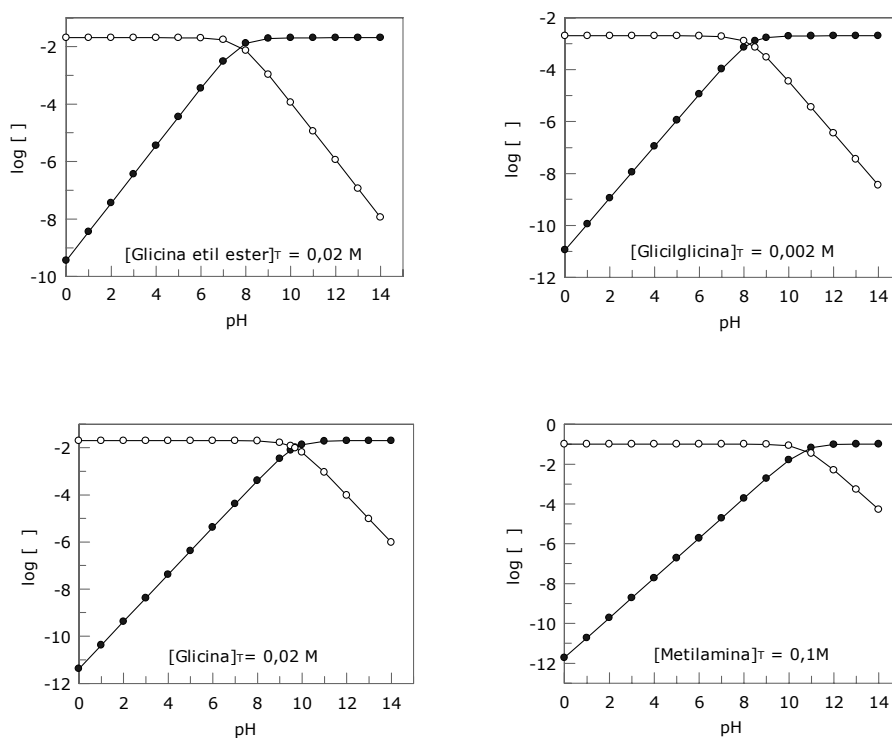 -2
-4
-6
-8
-10
log [ ]
[Glicina etil ester]T = 0,02 M
0 2 4 6 8 10 12 14
pH
-2
-4
-6
-8
-10
-12
log [ ]
[Glicilglicina]T = 0,002 M
0 2 4 6 8 10 12 14
pH
-2
-4
-6
-8
-10
-12
log [ ]
[Glicina]T= 0,02 M
0 2 4 6 8 10 12 14
pH
0
-2
-4
-6
-8
-10
-12
log [ ]
[Metilamina]T = 0,1M
0 2 4 6 8 10 12 14
pH